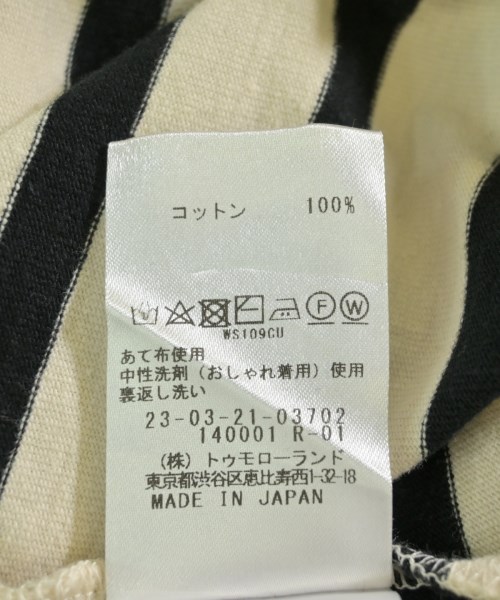 コットン 100%
F W
WS109CU
あて布使用
中性洗剤（おしゃれ着用）使用
裏返し洗い
23-03-21-03702
140001 R-01
（株）トゥモローランド
東京都渋谷区恵比寿西1-32-18
MADE IN JAPAN